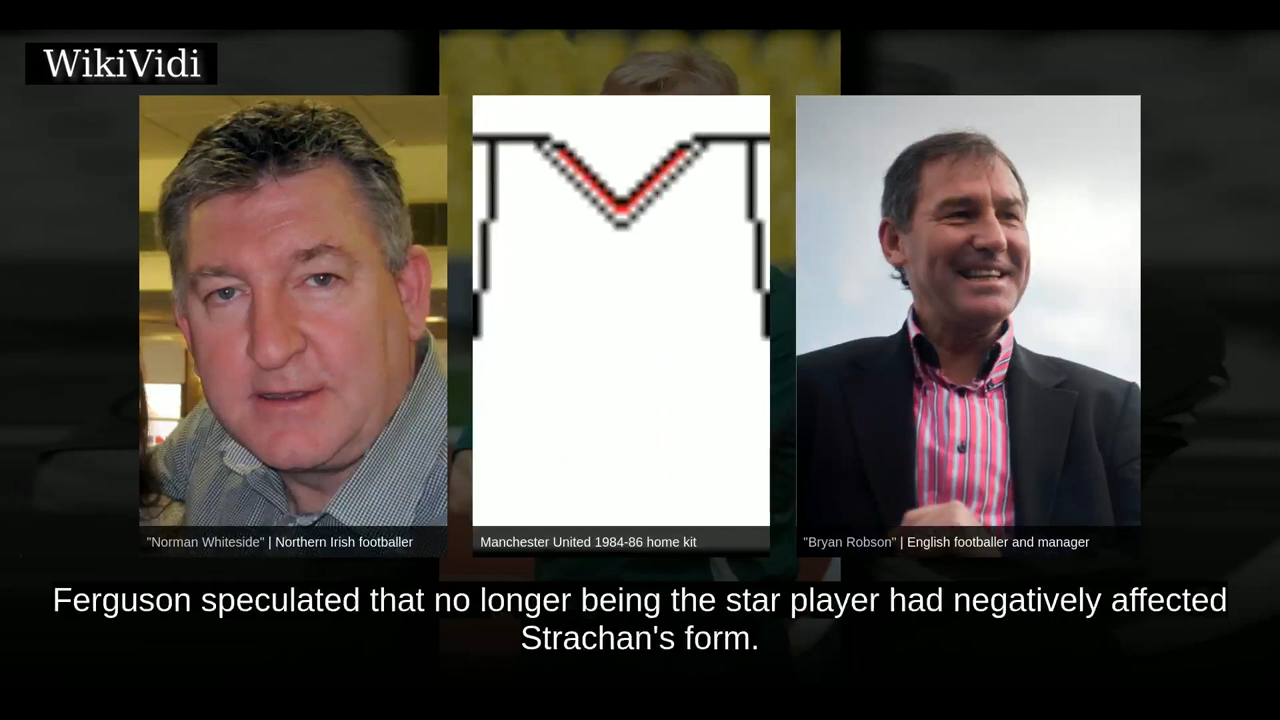 WikiVidi
"Norman Whiteside" | Northern Irish footballer
Manchester United 1984-86 home kit
"Bryan Robson" | English footballer and manager
Ferguson speculated that no longer being the star player had negatively affected
Strachan's form.